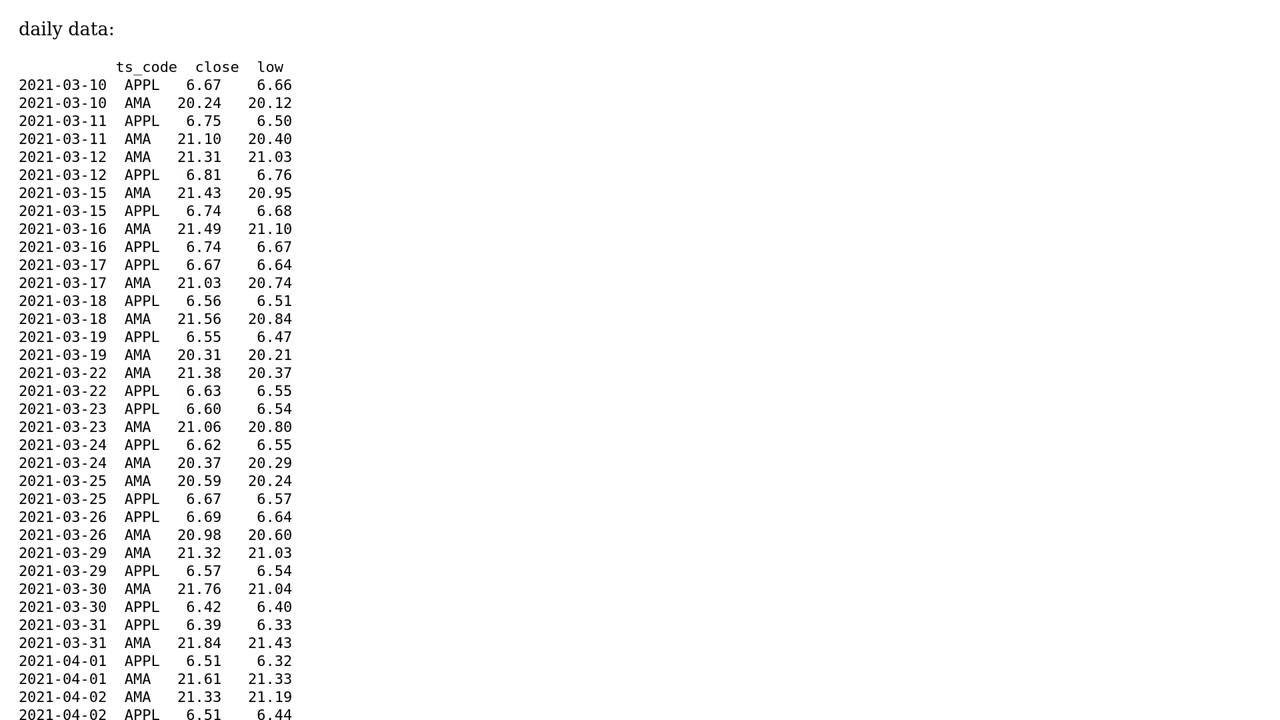 daily data:
ts_code  close  low
2021-03-10  APPL   6.67    6.66
2021-03-10  AMA   20.24   20.12
2021-03-11  APPL   6.75    6.50
2021-03-11  AMA   21.10   20.40
2021-03-12  AMA   21.31   21.03
2021-03-12  APPL   6.81    6.76
2021-03-15  AMA   21.43   20.95
2021-03-15  APPL   6.74    6.68
2021-03-16  AMA   21.49   21.10
2021-03-16  APPL   6.74    6.67
2021-03-17  APPL   6.67    6.64
2021-03-17  AMA   21.03   20.74
2021-03-18  APPL   6.56    6.51
2021-03-18  AMA   21.56   20.84
2021-03-19  APPL   6.55    6.47
2021-03-19  AMA   20.31   20.21
2021-03-22  AMA   21.38   20.37
2021-03-22  APPL   6.63    6.55
2021-03-23  APPL   6.60    6.54
2021-03-23  AMA   21.06   20.80
2021-03-24  APPL   6.62    6.55
2021-03-24  AMA   20.37   20.29
2021-03-25  AMA   20.59   20.24
2021-03-25  APPL   6.67    6.57
2021-03-26  APPL   6.69    6.64
2021-03-26  AMA   20.98   20.60
2021-03-29  AMA   21.32   21.03
2021-03-29  APPL   6.57    6.54
2021-03-30  AMA   21.76   21.04
2021-03-30  APPL   6.42    6.40
2021-03-31  APPL   6.39    6.33
2021-03-31  AMA   21.84   21.43
2021-04-01  APPL   6.51    6.32
2021-04-01  AMA   21.61   21.33
2021-04-02  AMA   21.33   21.19
2021-04-02  APPL   6.51    6.44